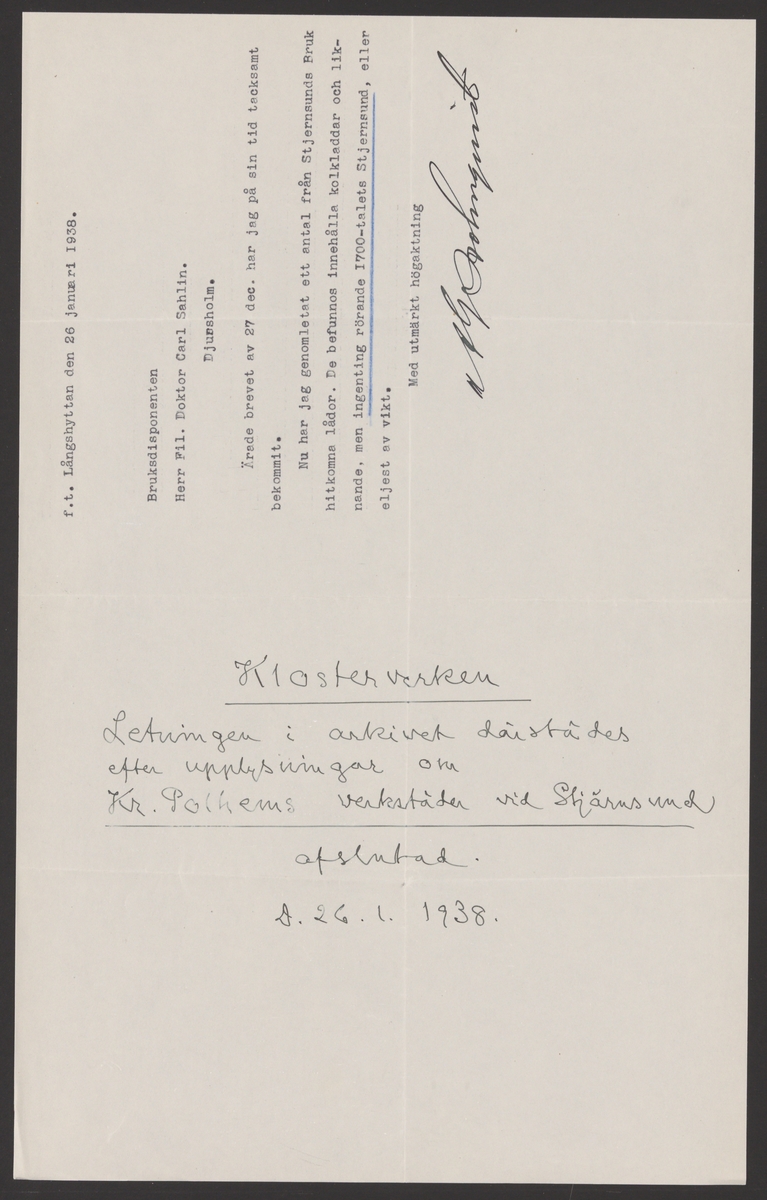 f.t. Långshyttan den 26 januari 1938.
Bruksdisponenten
Herr Fil. Doktor Carl Sahlin.
Djursholm.
Ärade brevet av 27 dec. har jag på sin tid tacksamt
bekommit.
Nu har jag genomletat ett antal från Stjernsunds Bruk
hitkomna lådor. De befunnos innehålla kolkladdar och lik-
nande, men ingenting rörande 1700-talets Stjernsund, eller
eljest av vikt.
Med utmärkt högaktning
Klosterverken
Letningen i arkivet därstädes
efter upplysningar om
Kr. Polhems verkstäder vid Stjärnsund
afslutad.
D. 26. 1. 1938.